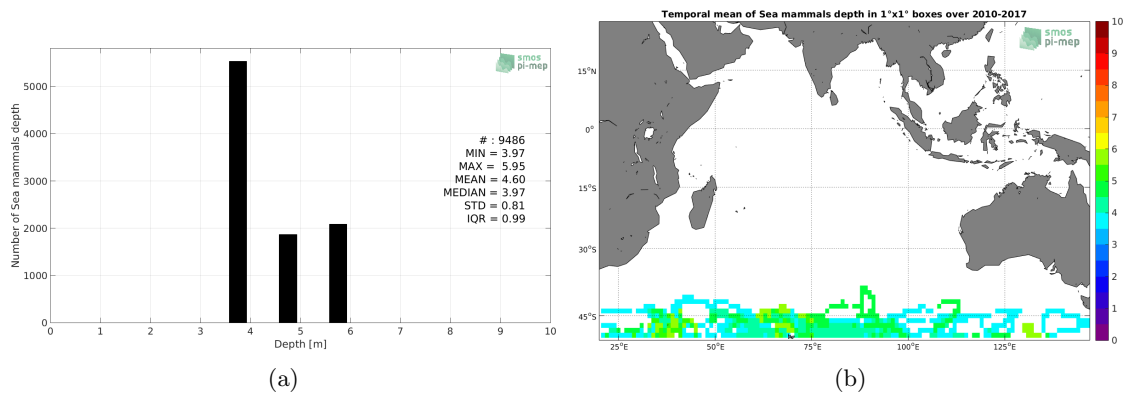 smos
pi-mep
Number of Sea mammals depth
5000
4000
3000
2000
1000
0
# : 9486
MIN = 3.97
MAX = 5.95
MEAN = 4.60
MEDIAN = 3.97
STD = 0.81
IQR = 0.99
0 1 2 3 4 5 6 7 8 9 10
Depth [m]
(a)
Temporal mean of Sea mammals depth in 1°x1° boxes over 2010-2017
smos
pi-mep
15°N
0°
15°S
30°S
45°S
25°E 50°E 75°E 100°E 125°E
10
9
8
7
6
5
4
3
2
1
0
(b)